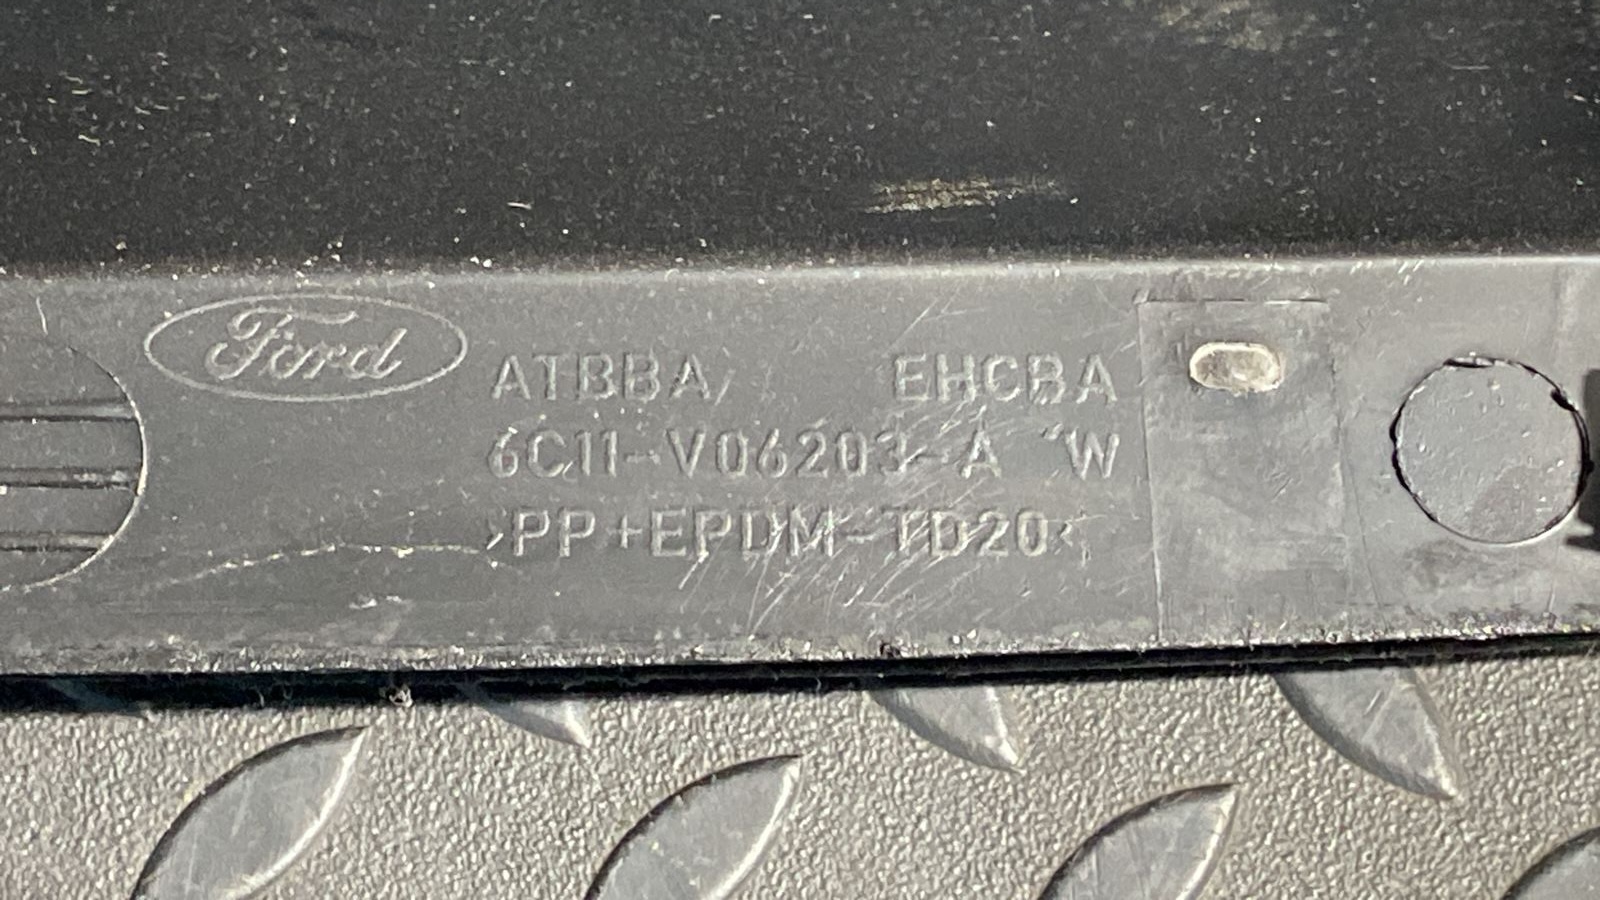 Ford
ATBBA EHCBA
6C11-V06203-A W
>PP+EPDM-TD20<